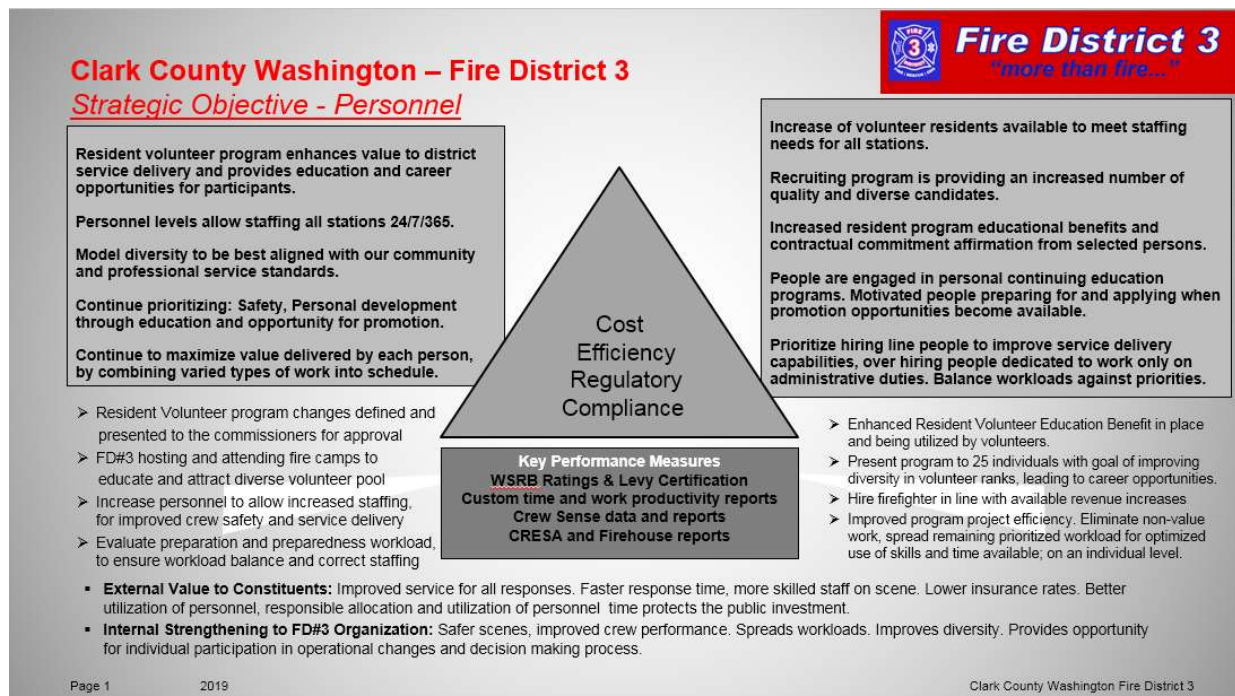 Fire District 3
"more than fire..."
FIRE
3
Clark County Washington – Fire District 3
Strategic Objective - Personnel
Resident volunteer program enhances value to district
service delivery and provides education and career
opportunities for participants.
Personnel levels allow staffing all stations 24/7/365.
Model diversity to be best aligned with our community
and professional service standards.
Continue prioritizing: Safety, Personal development
through education and opportunity for promotion.
Continue to maximize value delivered by each person,
by combining varied types of work into schedule.
Increase of volunteer residents available to meet staffing
needs for all stations.
Recruiting program is providing an increased number of
quality and diverse candidates.
Increased resident program educational benefits and
contractual commitment affirmation from selected persons.
People are engaged in personal continuing education
programs. Motivated people preparing for and applying when
promotion opportunities become available.
Prioritize hiring line people to improve service delivery
capabilities, over hiring people dedicated to work only on
administrative duties. Balance workloads against priorities.
Cost
Efficiency
Regulatory
Compliance
➢ Resident Volunteer program changes defined and
presented to the commissioners for approval
➢ FD#3 hosting and attending fire camps to
educate and attract diverse volunteer pool
➢ Increase personnel to allow increased staffing,
for improved crew safety and service delivery
➢ Evaluate preparation and preparedness workload,
to ensure workload balance and correct staffing
Key Performance Measures
WSRB Ratings & Levy Certification
Custom time and work productivity reports
Crew Sense data and reports
CRESA and Firehouse reports
➢ Enhanced Resident Volunteer Education Benefit in place
and being utilized by volunteers.
➢ Present program to 25 individuals with goal of improving
diversity in volunteer ranks, leading to career opportunities.
➢ Hire firefighter in line with available revenue increases
➢ Improved program project efficiency. Eliminate non-value
work, spread remaining prioritized workload for optimized
use of skills and time available; on an individual level.
▪ External Value to Constituents: Improved service for all responses. Faster response time, more skilled staff on scene. Lower insurance rates. Better
utilization of personnel, responsible allocation and utilization of personnel time protects the public investment.
▪ Internal Strengthening to FD#3 Organization: Safer scenes, improved crew performance. Spreads workloads. Improves diversity. Provides opportunity
for individual participation in operational changes and decision making process.
Page 1 2019 Clark County Washington Fire District 3